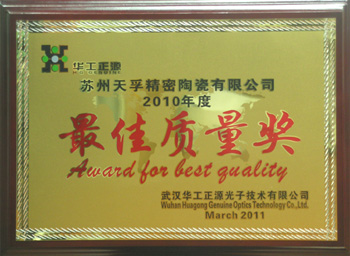 华工正源
苏州天孚精密陶瓷有限公司
2010年度
最佳质量奖
Award for best quality
武汉华工正源光子技术有限公司
Wuhan Huagong Genuine Optics Technology Co.,Ltd.
March 2011